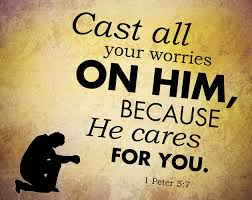 Cast all
your worries
ON HIM,
BECAUSE
He cares
FOR YOU.
1 Peter 5:7